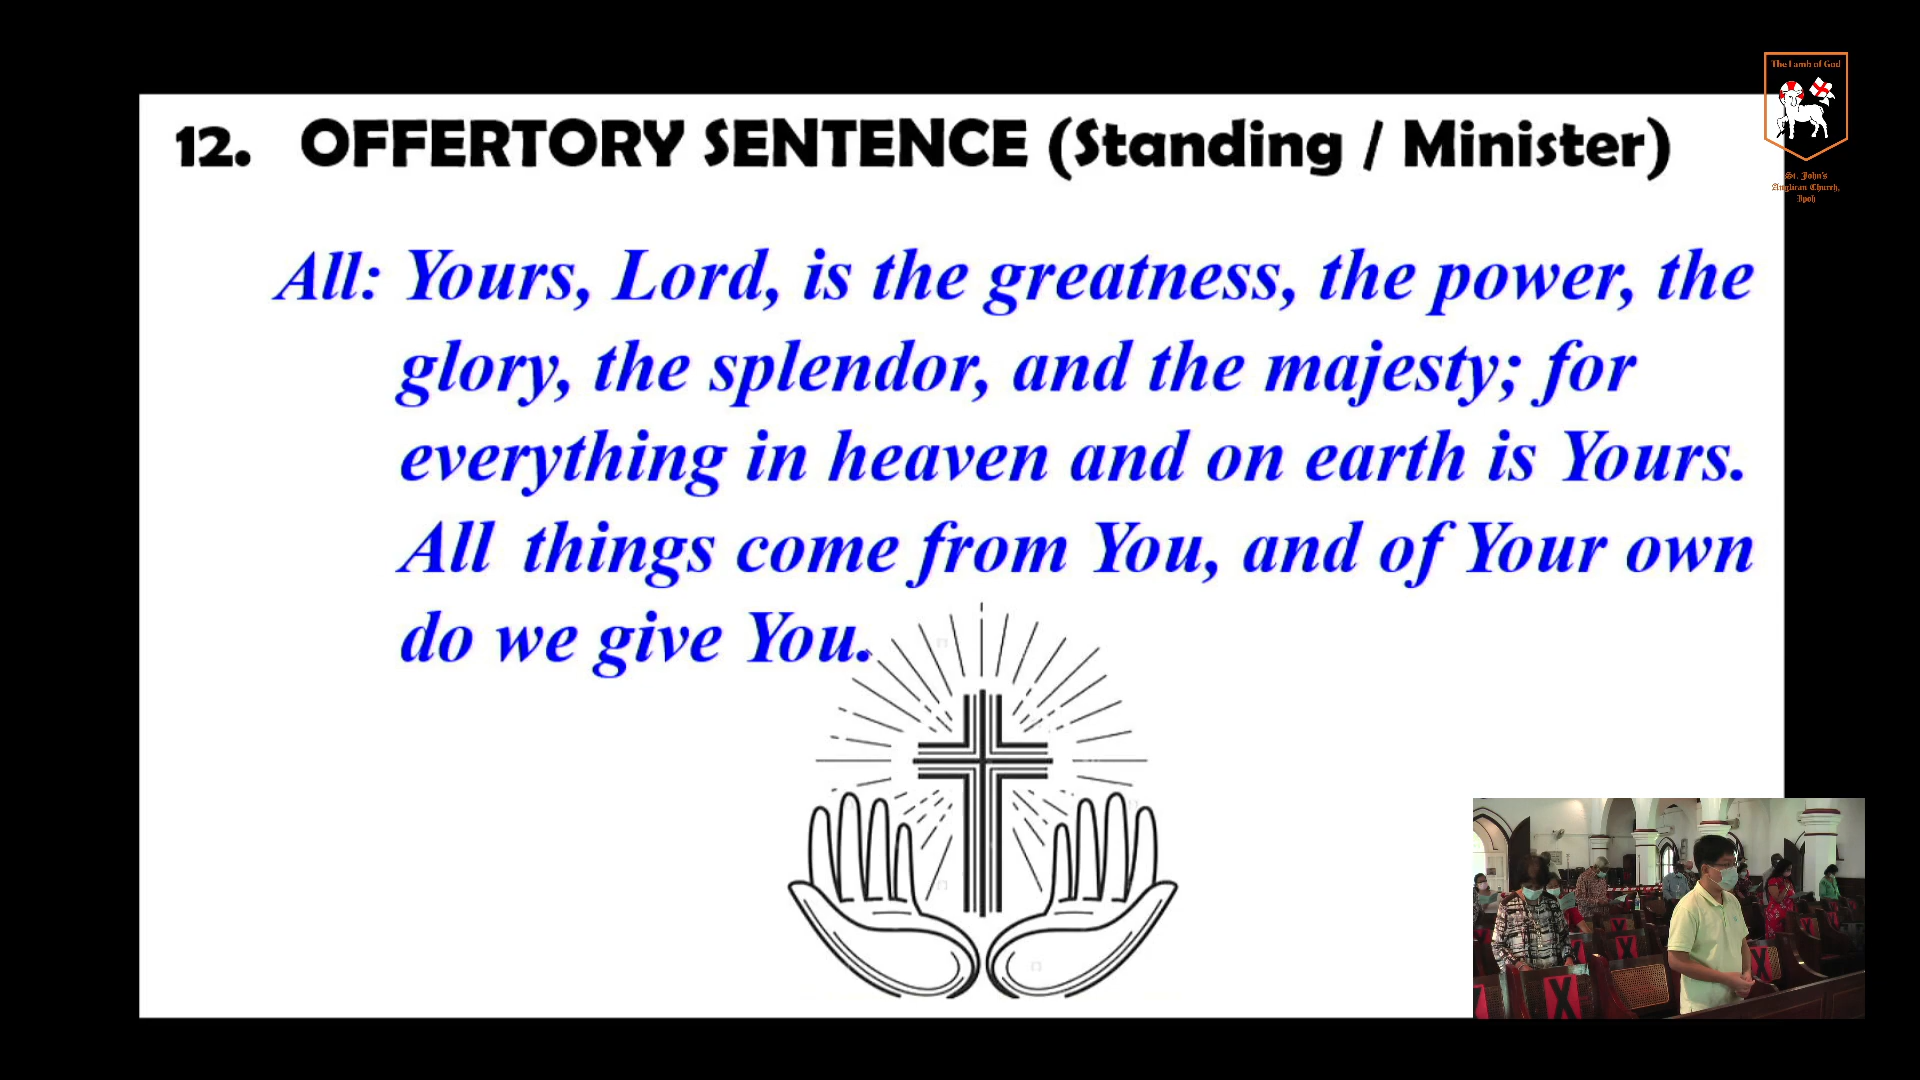 12. OFFERTORY SENTENCE (Standing / Minister)
All: Yours, Lord, is the greatness, the power, the
glory, the splendor, and the majesty; for
everything in heaven and on earth is Yours.
All things come from You, and of Your own
do we give You.
The Lamb of God
St. John's
Anglican Church,
Ipoh
X
X
X